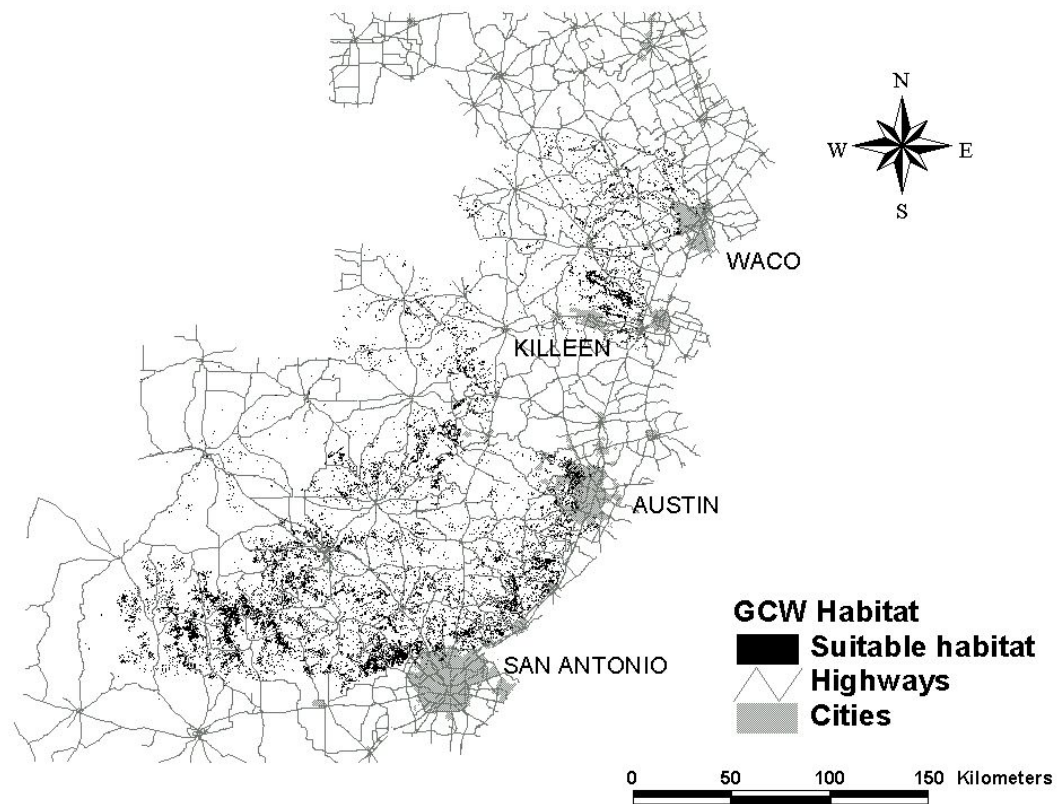 N
W E
S
WACO
KILLEEN
AUSTIN
SAN ANTONIO
GCW Habitat
Suitable habitat
Highways
Cities
0 50 100 150 Kilometers